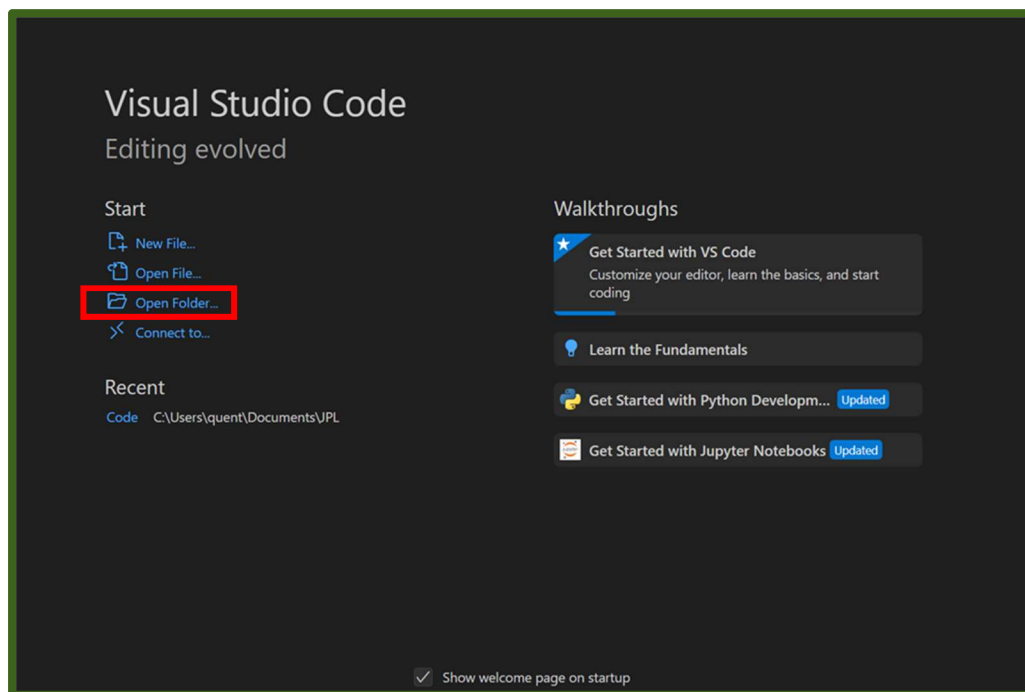 Visual Studio Code
Editing evolved
Start
New File...
Open File...
Open Folder...
Connect to...
Recent
Code C:\Users\quent\Documents\JPL
Walkthroughs
Get Started with VS Code
Customize your editor, learn the basics, and start
coding
Learn the Fundamentals
Get Started with Python Developm... Updated
Get Started with Jupyter Notebooks Updated
Show welcome page on startup